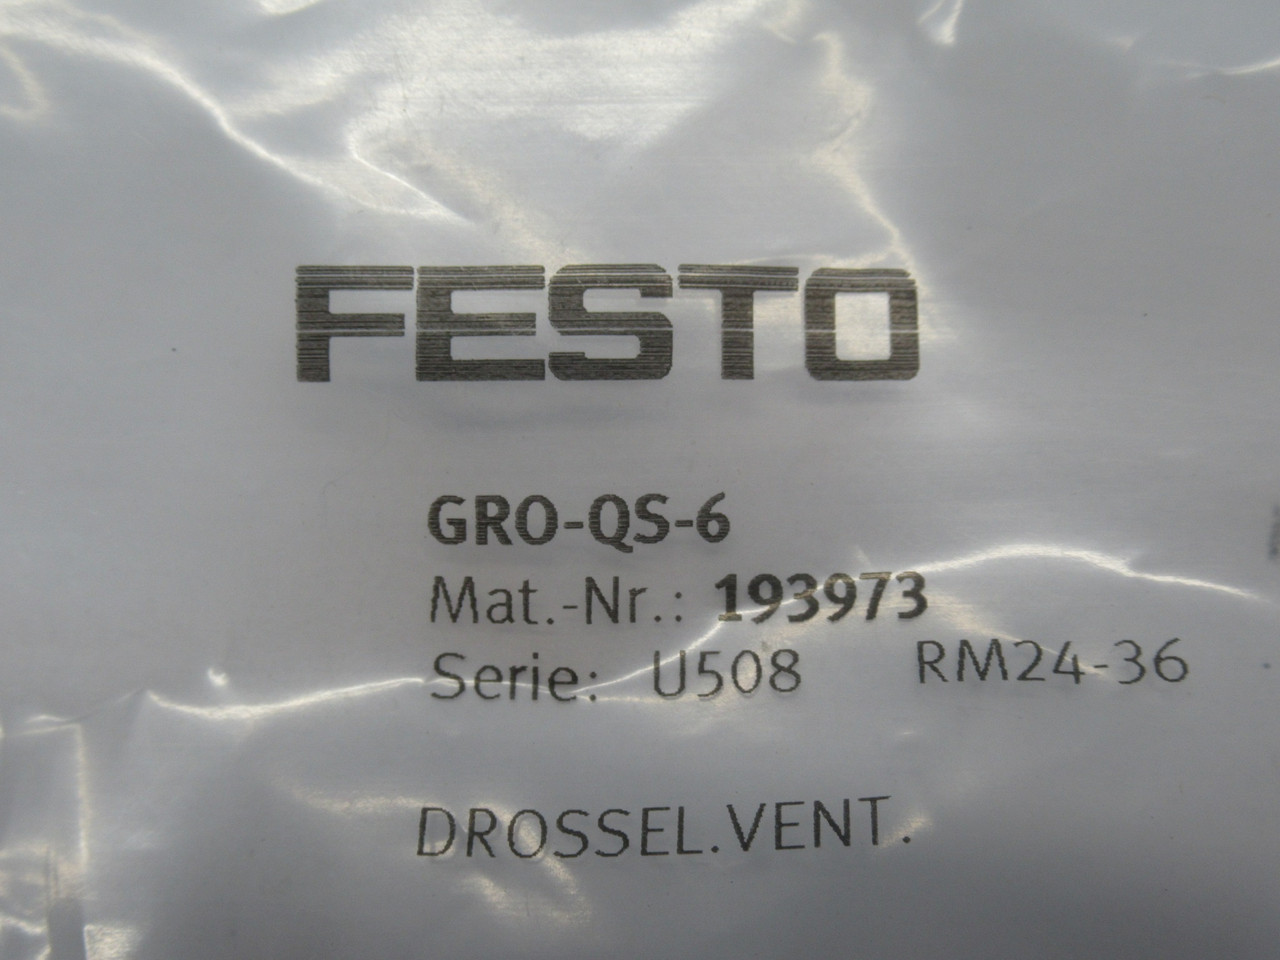 FESTO
GRO-QS-6
Mat.-Nr.: 193973
Serie: U508 RM24-36
DROSSEL.VENT.